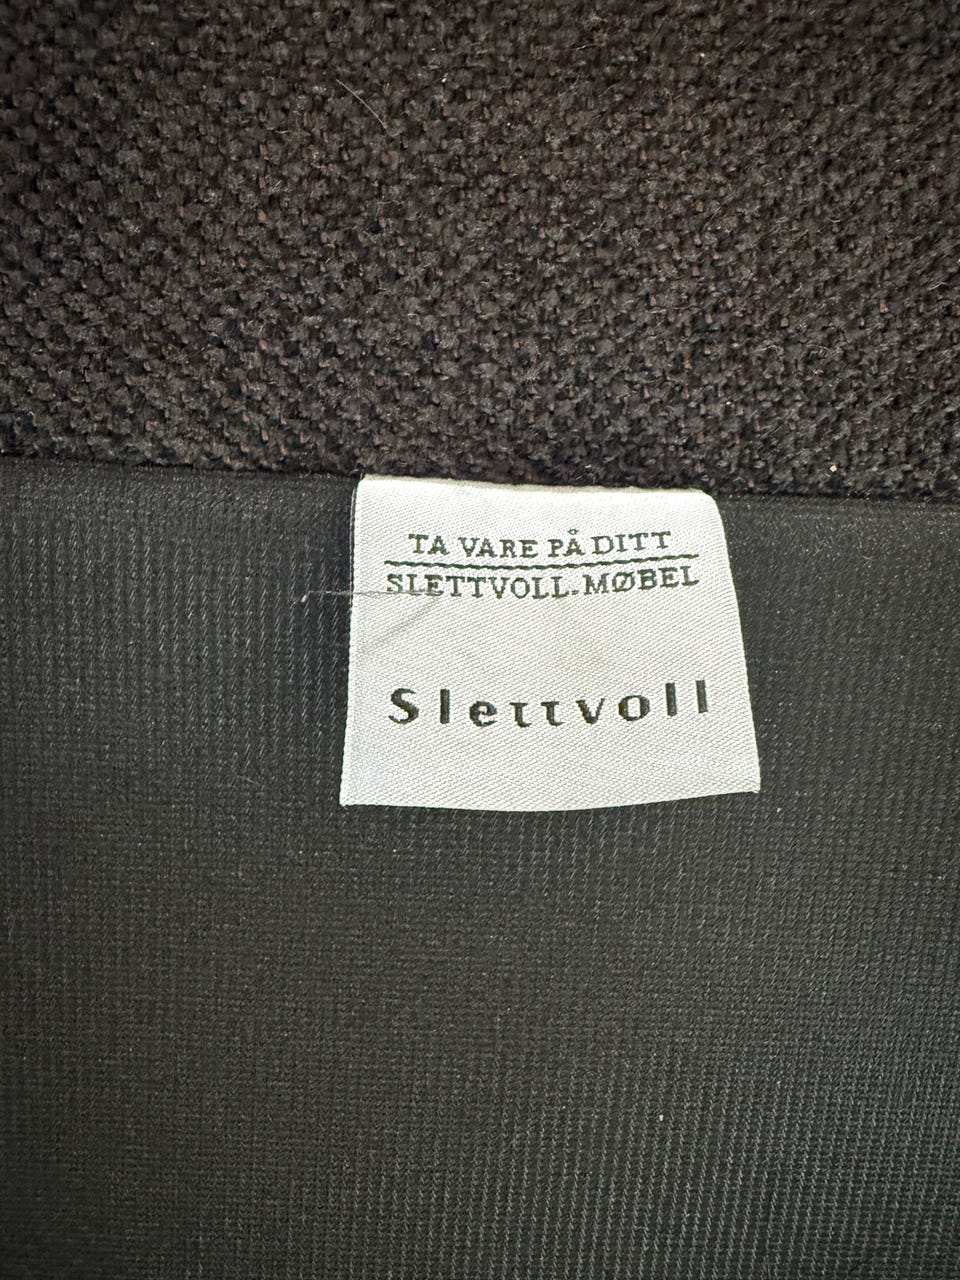 TA VARE PÅ DITT
SLETTVOLL-MØBEL
Slettvoll